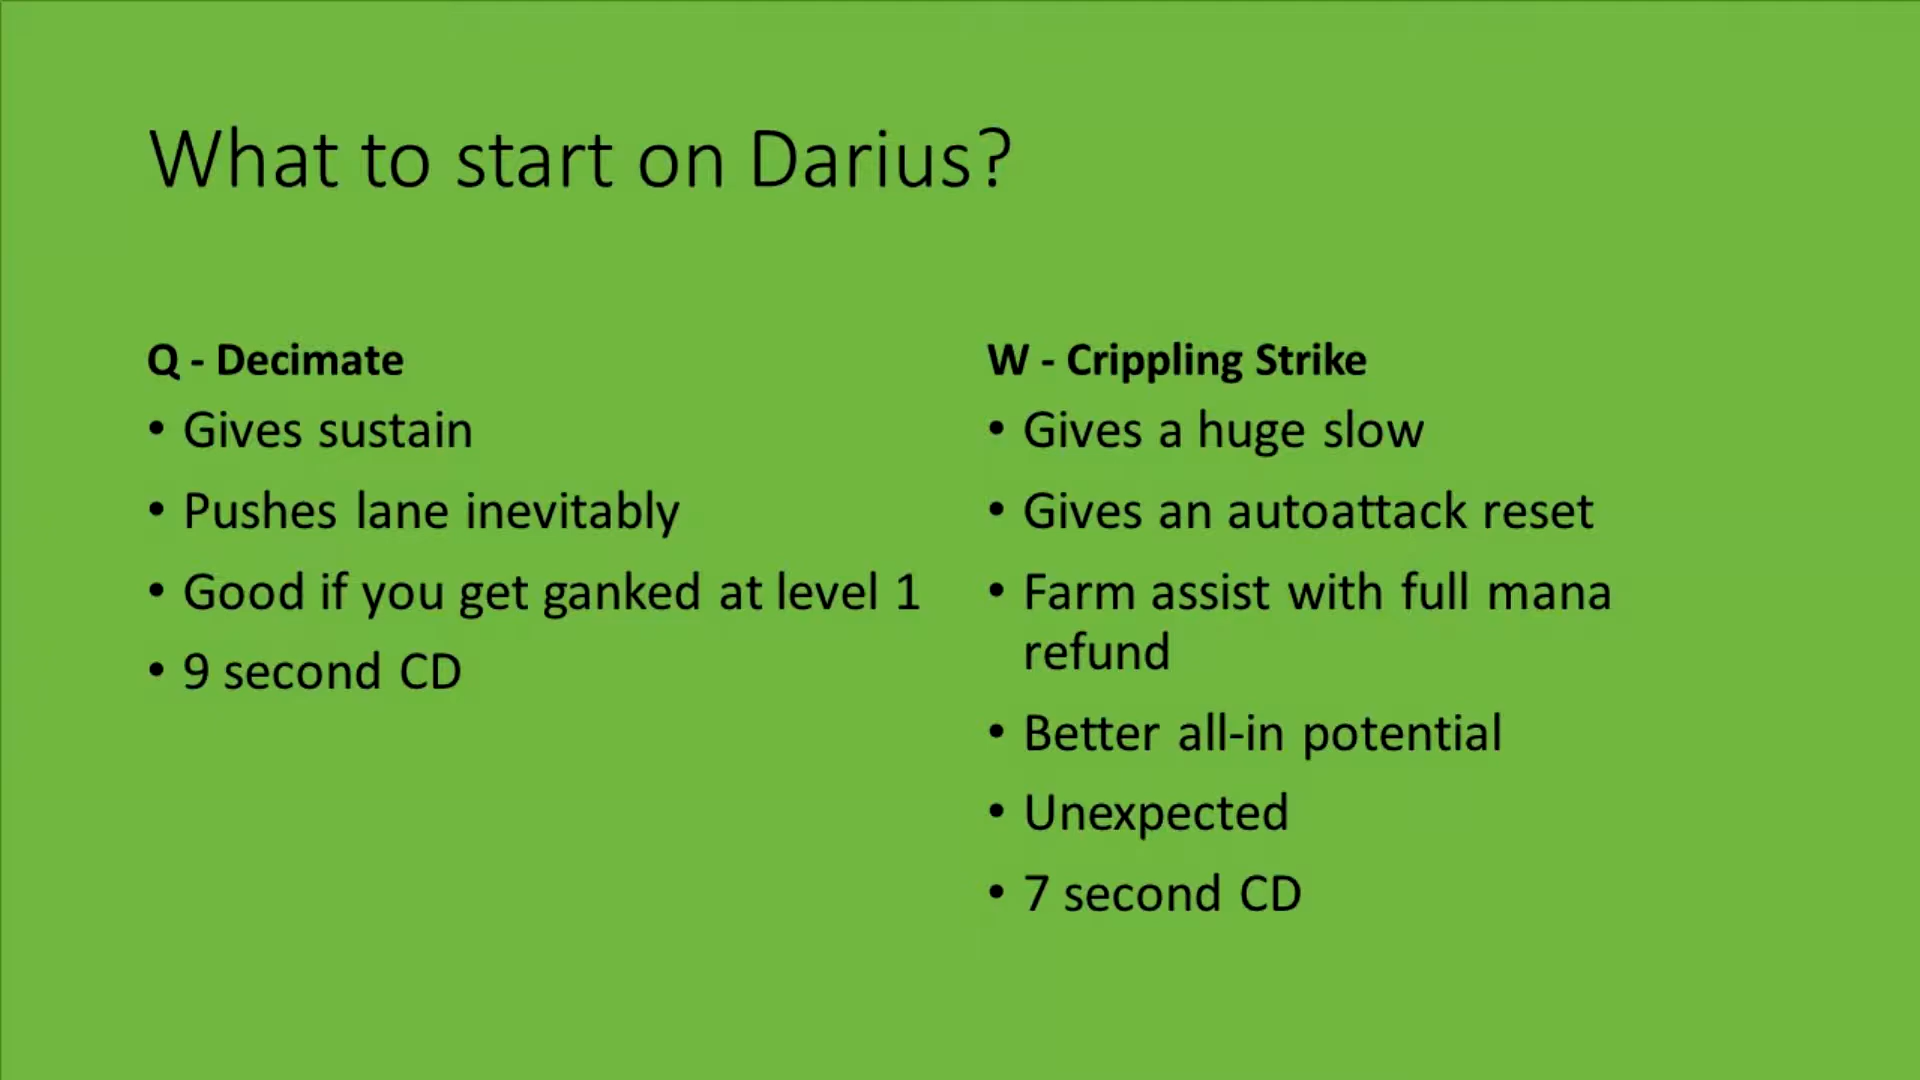 What to start on Darius?
Q - Decimate
• Gives sustain
• Pushes lane inevitably
• Good if you get ganked at level 1
• 9 second CD
W - Crippling Strike
• Gives a huge slow
• Gives an autoattack reset
• Farm assist with full mana
refund
• Better all-in potential
• Unexpected
• 7 second CD